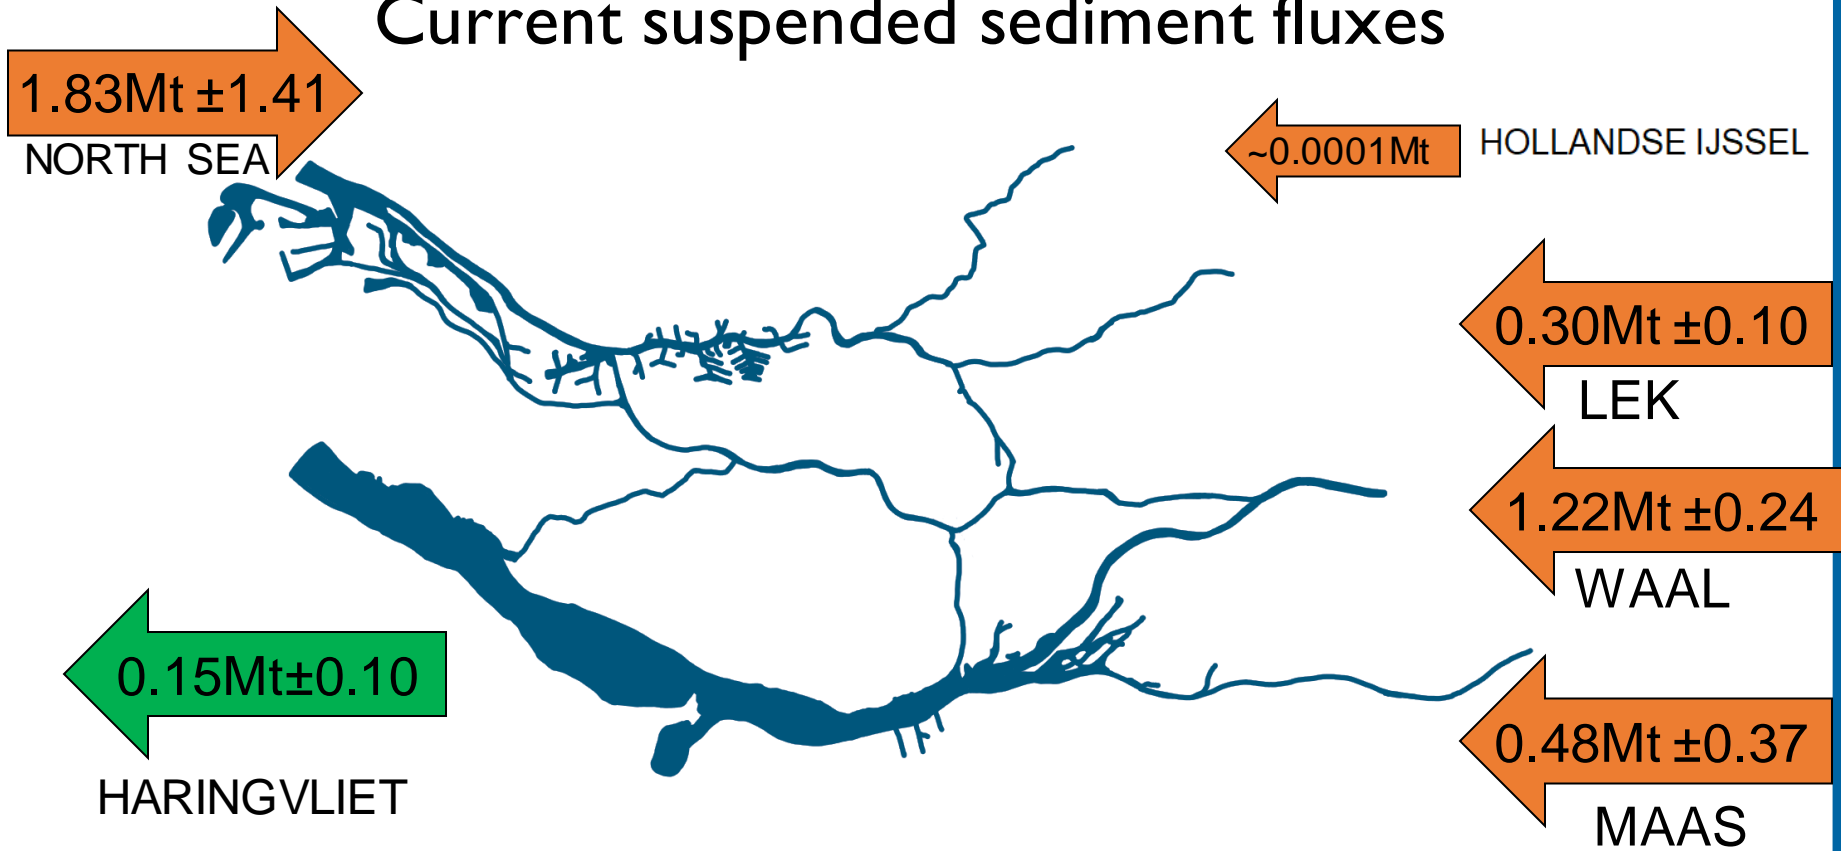 Current suspended sediment fluxes
1.83Mt ±1.41
NORTH SEA
~0.0001Mt
HOLLANDSE IJSSEL
0.30Mt ±0.10
LEK
1.22Mt ±0.24
WAAL
0.15Mt±0.10
HARINGVLIET
0.48Mt ±0.37
MAAS